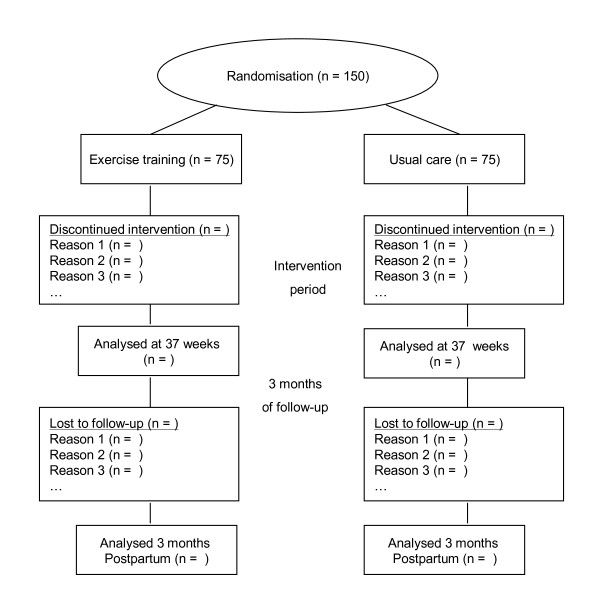 Randomisation (n = 150)
Exercise training (n = 75)
Usual care (n = 75)
Discontinued intervention (n = )
Reason 1 (n =  )
Reason 2 (n =  )
Reason 3 (n =  )
…
Discontinued intervention (n = )
Reason 1 (n =  )
Reason 2 (n =  )
Reason 3 (n =  )
…
Intervention
period
Analysed at 37 weeks
(n = )
Analysed at 37  weeks
(n = )
3 months
of follow-up
Lost to follow-up (n = )
Reason 1 (n =  )
Reason 2 (n =  )
Reason 3 (n =  )
…
Lost to follow-up (n = )
Reason 1 (n =  )
Reason 2 (n =  )
Reason 3 (n =  )
…
Analysed 3 months
Postpartum (n =  )
Analysed 3 months
Postpartum (n =  )